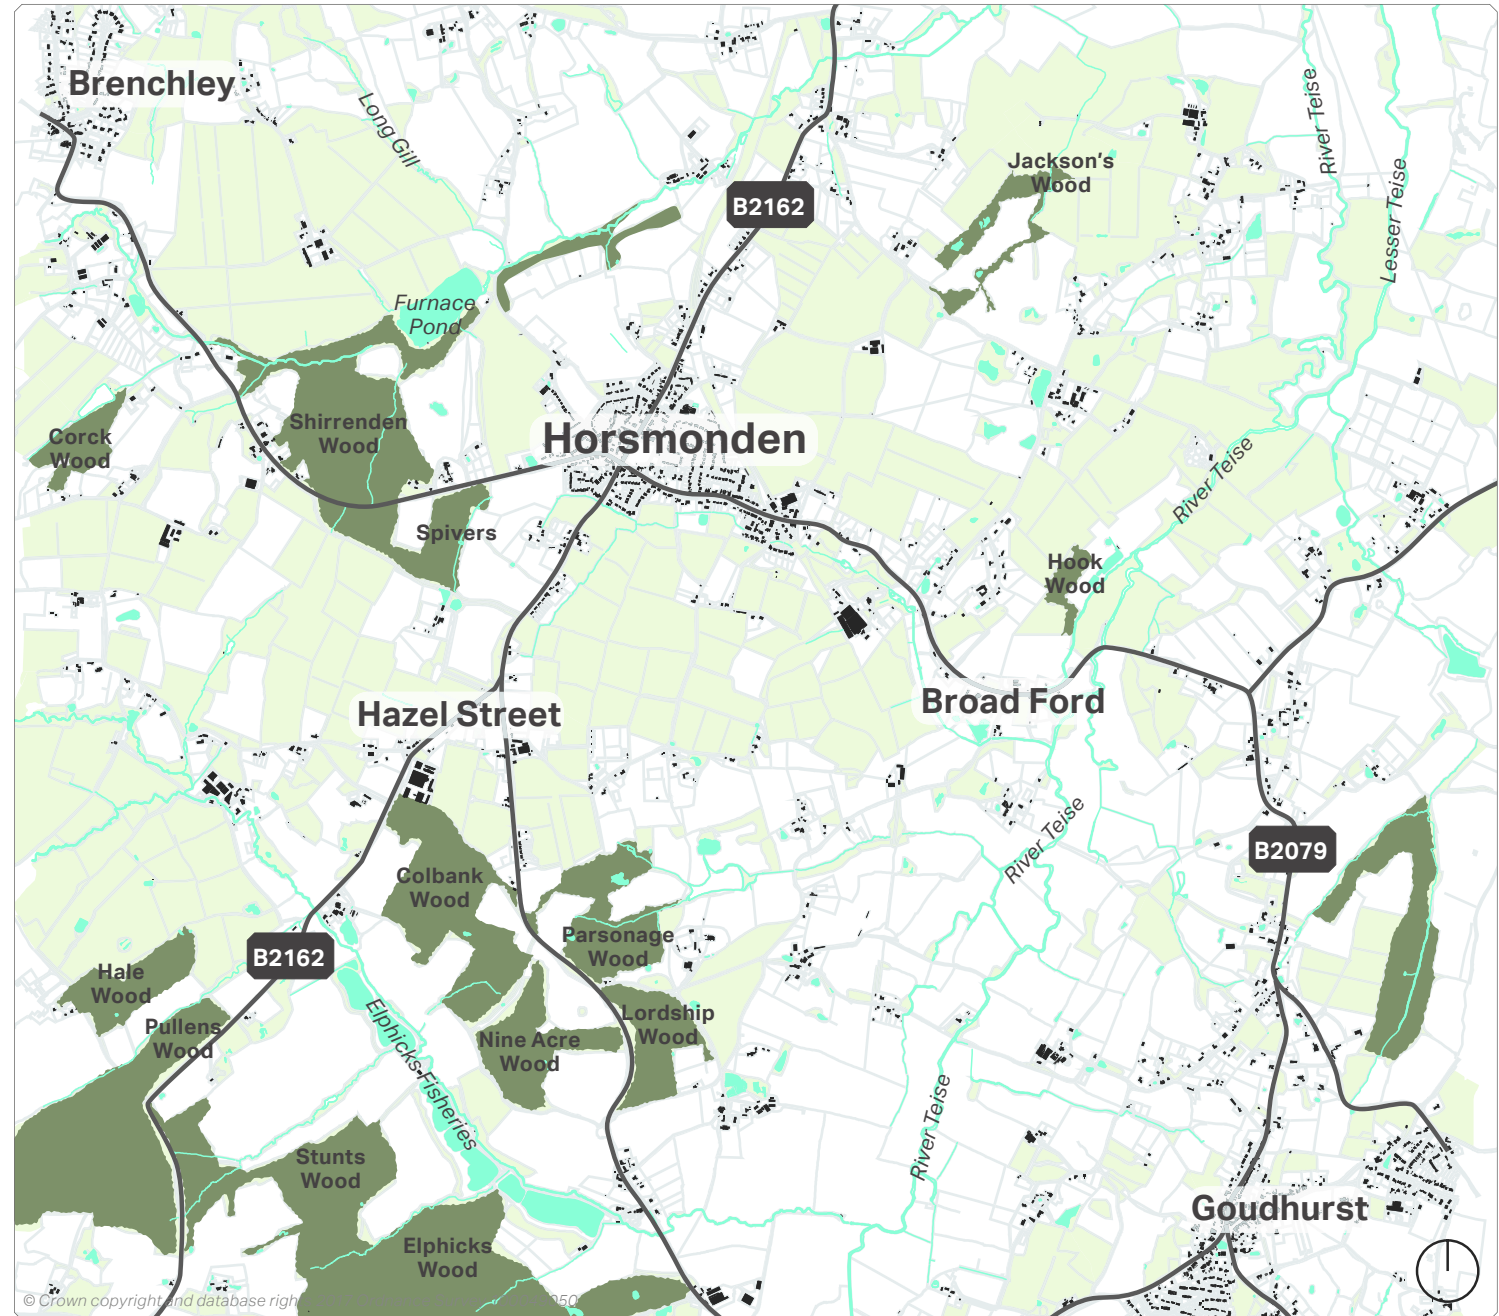 Brenchley
Long Gill
River Teise
Lesser Teise
Jackson's
Wood
B2162
Furnace
Pond
Shirrenden
Wood
Corck
Wood
Horsmonden
River Teise
Spivers
Hook
Wood
Hazel Street
Broad Ford
River Teise
B2079
Colbank
Wood
Parsonage
Wood
B2162
Hale
Wood
Pullens
Wood
Elphicks Fisheries
Nine Acre
Wood
Lordship
Wood
River Teise
Stunts
Wood
Goudhurst
Elphicks
Wood
© Crown copyright and database righ